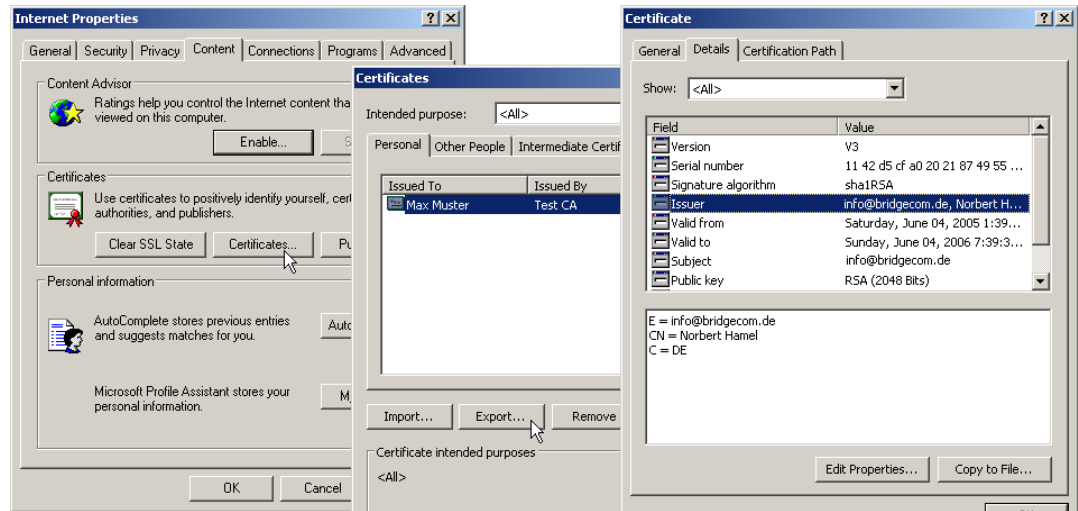 Internet Properties
General Security Privacy Content Connections Programs Advanced
Content Advisor
Ratings help you control the Internet content tha
viewed on this computer.
Enable...
S
Certificates
Use certificates to positively identify yourself, cert
authorities, and publishers.
Clear SSL State Certificates... Pu
Personal information
AutoComplete stores previous entries
and suggests matches for you.
Auto
Microsoft Profile Assistant stores your
personal information.
M
OK Cancel
Certificates
Intended purpose: <All>
Personal Other People Intermediate Certif
Issued To Issued By
Max Muster Test CA
Import... Export... Remove
Certificate intended purposes
<All>
Certificate
General Details Certification Path
Show: <All>
Field Value
Version V3
Serial number 11 42 d5 cf a0 20 21 87 49 55 ...
Signature algorithm sha1RSA
Issuer info@bridgecom.de, Norbert H...
Valid from Saturday, June 04, 2005 1:39...
Valid to Sunday, June 04, 2006 7:39:3...
Subject info@bridgecom.de
Public key RSA (2048 Bits)
E = info@bridgecom.de
CN = Norbert Hamel
C = DE
Edit Properties... Copy to File...